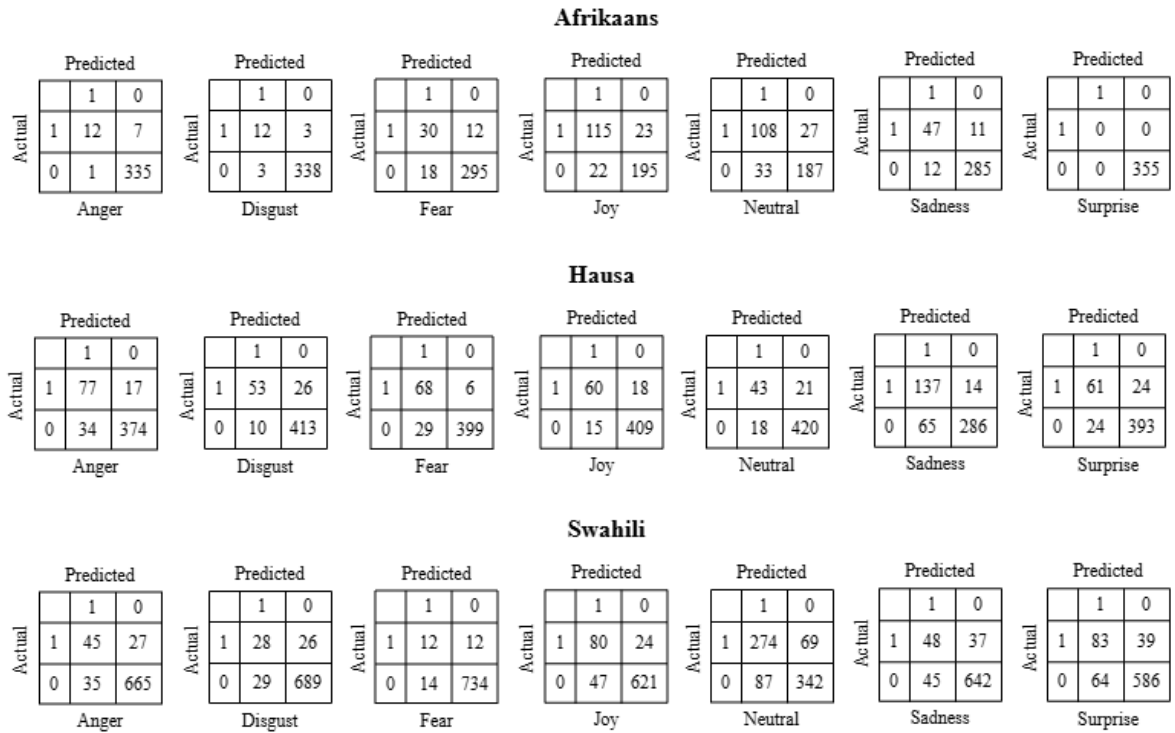 Afrikaans
Predicted Predicted Predicted Predicted Predicted Predicted Predicted
1 0 1 0 1 0 1 0 1 0 1 0 1 0
Actual 1 12 7 Actual 1 12 3 Actual 1 30 12 Actual 1 115 23 Actual 1 108 27 Actual 1 47 11 Actual 1 0 0
0 1 335 0 3 338 0 18 295 0 22 195 0 33 187 0 12 285 0 0 355
Anger Disgust Fear Joy Neutral Sadness Surprise
Hausa
Predicted Predicted Predicted Predicted Predicted Predicted Predicted
1 0 1 0 1 0 1 0 1 0 1 0 1 0
Actual 1 77 17 Actual 1 53 26 Actual 1 68 6 Actual 1 60 18 Actual 1 43 21 Actual 1 137 14 Actual 1 61 24
0 34 374 0 10 413 0 29 399 0 15 409 0 18 420 0 65 286 0 24 393
Anger Disgust Fear Joy Neutral Sadness Surprise
Swahili
Predicted Predicted Predicted Predicted Predicted Predicted Predicted
1 0 1 0 1 0 1 0 1 0 1 0 1 0
Actual 1 45 27 Actual 1 28 26 Actual 1 12 12 Actual 1 80 24 Actual 1 274 69 Actual 1 48 37 Actual 1 83 39
0 35 665 0 29 689 0 14 734 0 47 621 0 87 342 0 45 642 0 64 586
Anger Disgust Fear Joy Neutral Sadness Surprise